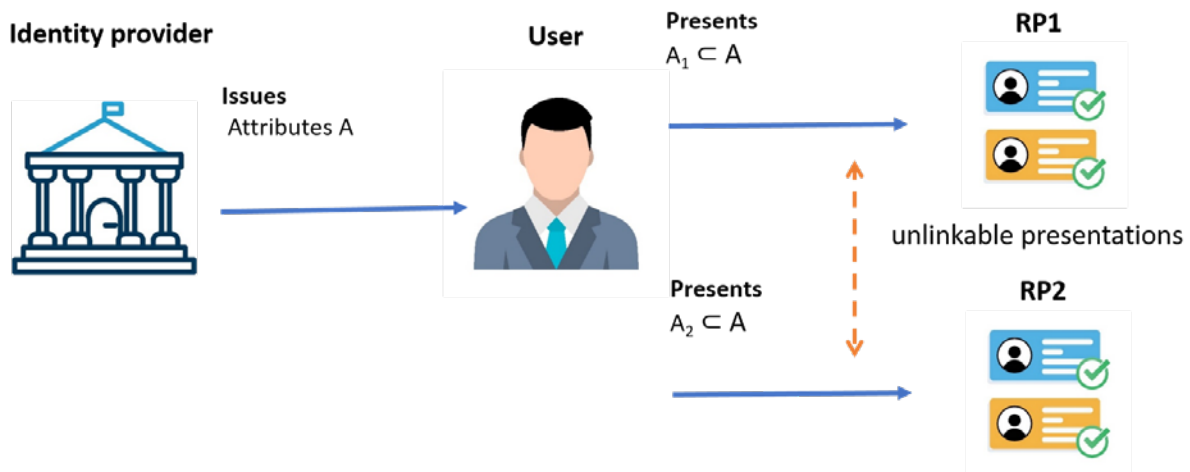 Identity provider
Issues
Attributes A
User
Presents
A₁ ⊂ A
RP1
unlinkable presentations
Presents
A₂ ⊂ A
RP2